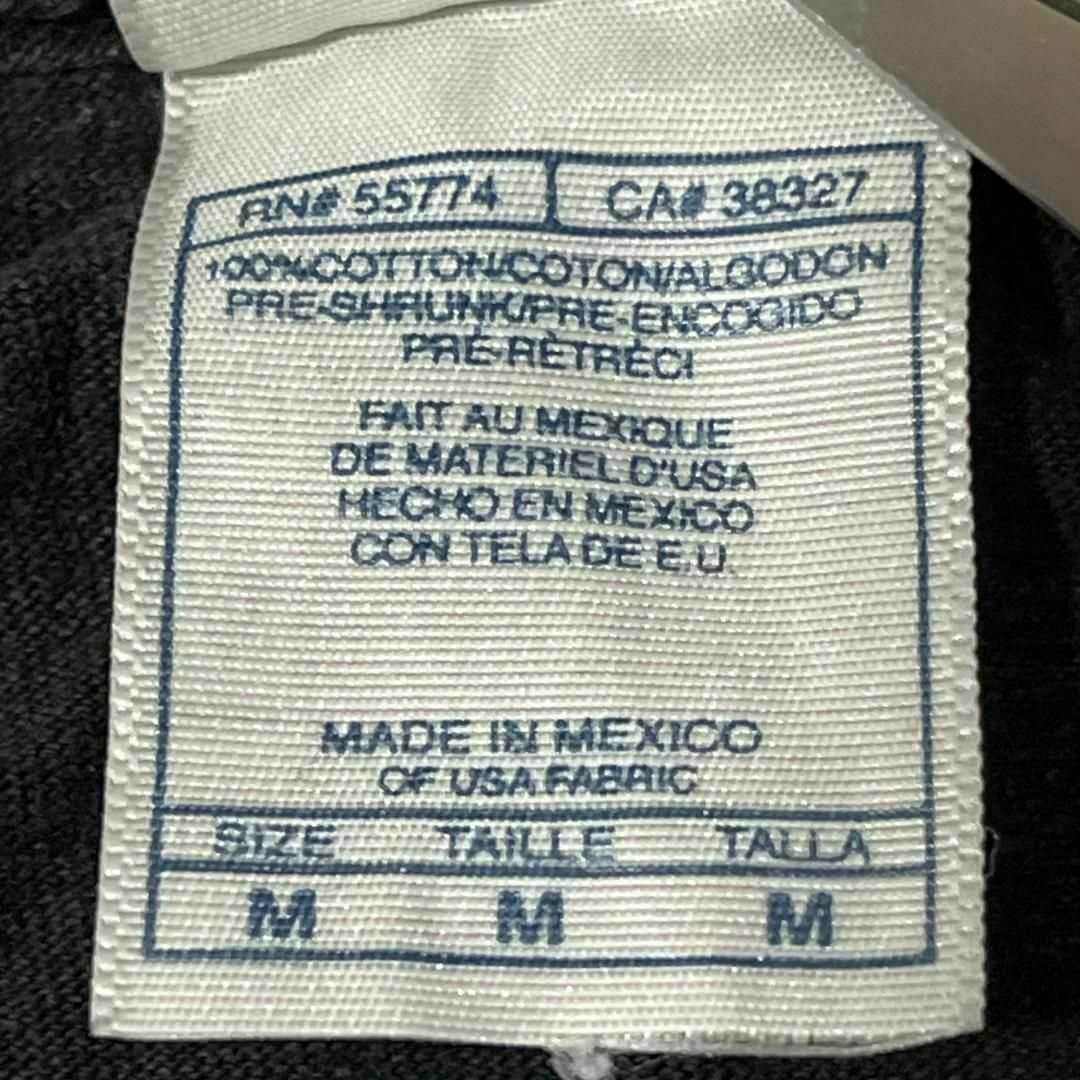 RN# 55774 CA# 38327
100%COTTON/COTON/ALGODON
PRE-SHRUNK/PRE-ENCOGIDO
PRÉ-RÈTRÉCI
FAIT AU MEXIQUE
DE MATERIEL D'USA
HECHO EN MEXICO
CON TELA DE E.U.
MADE IN MEXICO
OF USA FABRIC
SIZE TAILLE TALLA
M M M